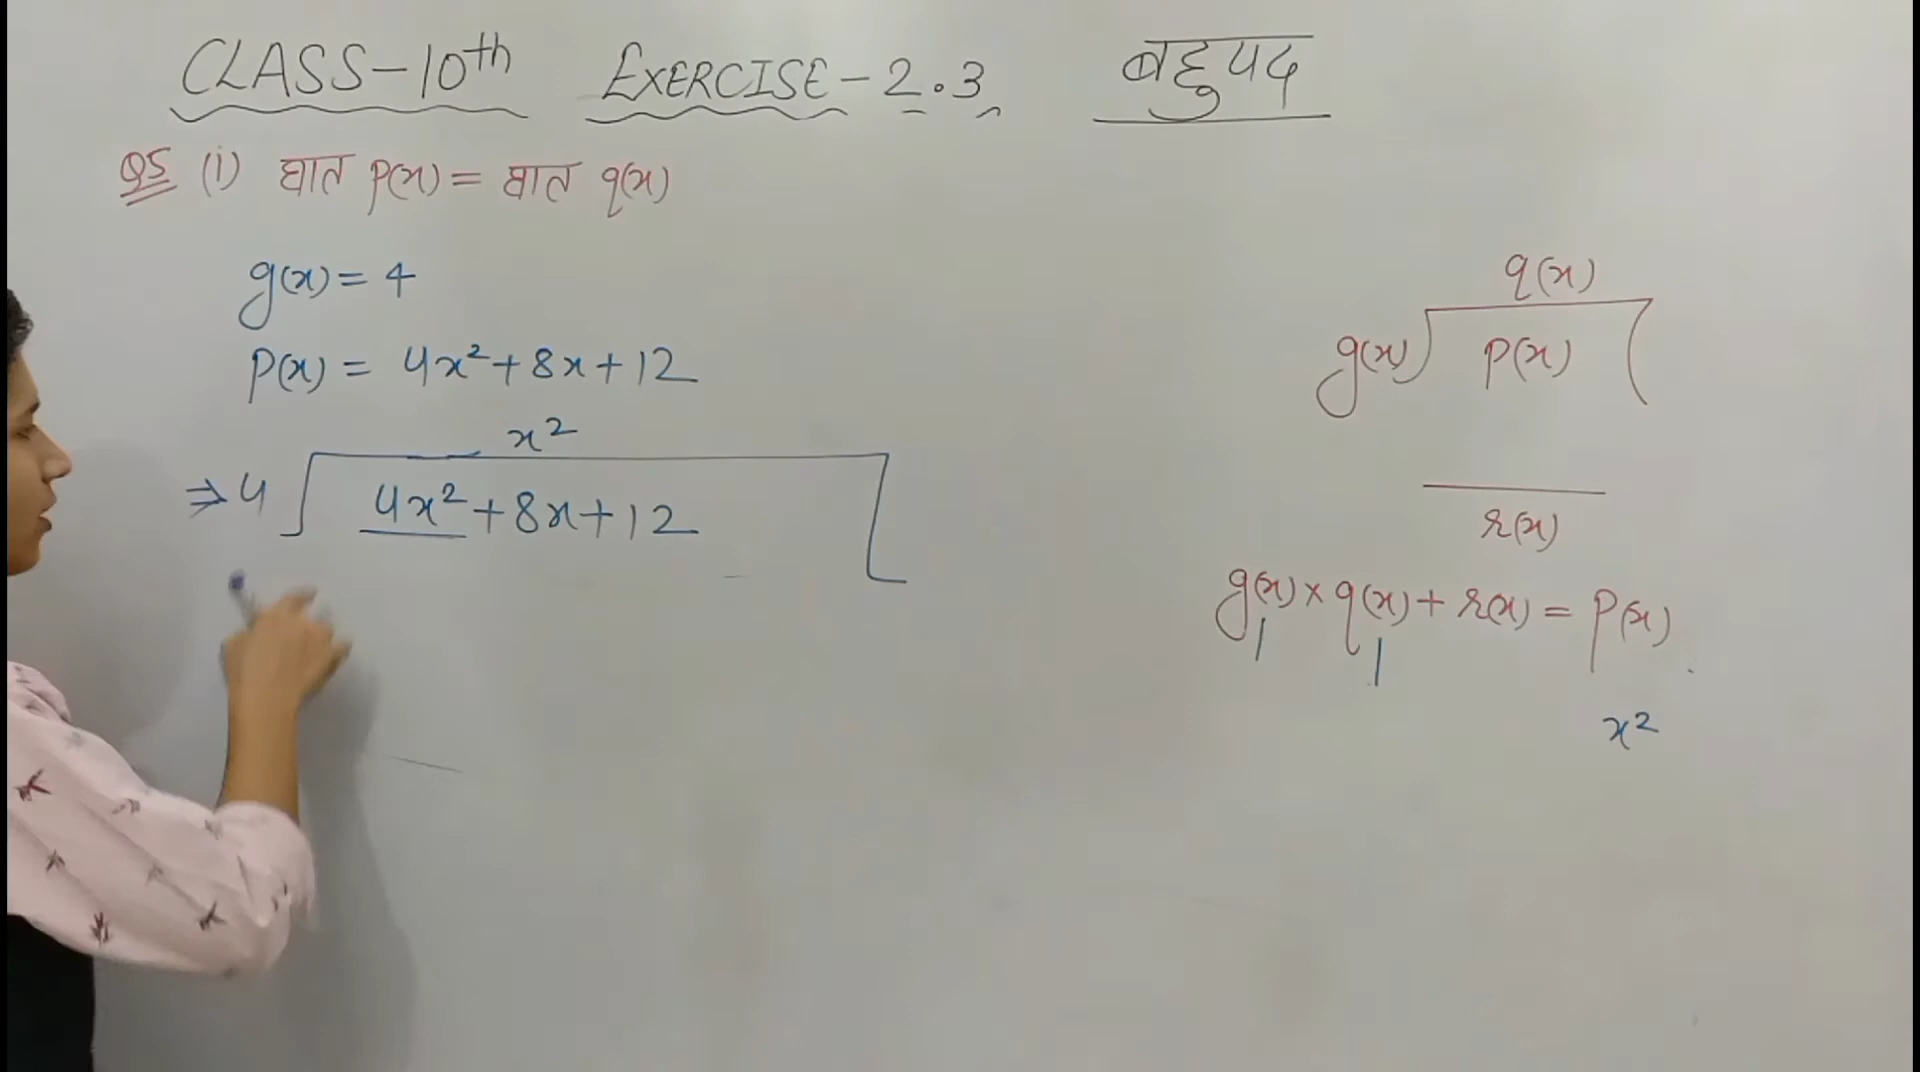 CLASS-10th EXERCISE-2.3 बहुपद
Q5 (i) घात p(x) = घात q(x)
g(x) = 4
P(x) = 4x²+8x+12
x²
⇒ 4 4x²+8x+12
q(x)
g(x) p(x)
r(x)
g(x) × q(x) + r(x) = P(x)
x²